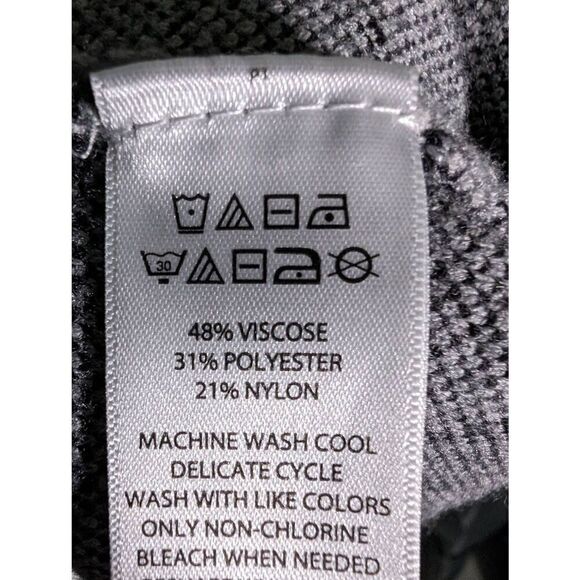 30
48% VISCOSE
31% POLYESTER
21% NYLON
MACHINE WASH COOL
DELICATE CYCLE
WASH WITH LIKE COLORS
ONLY NON-CHLORINE
BLEACH WHEN NEEDED